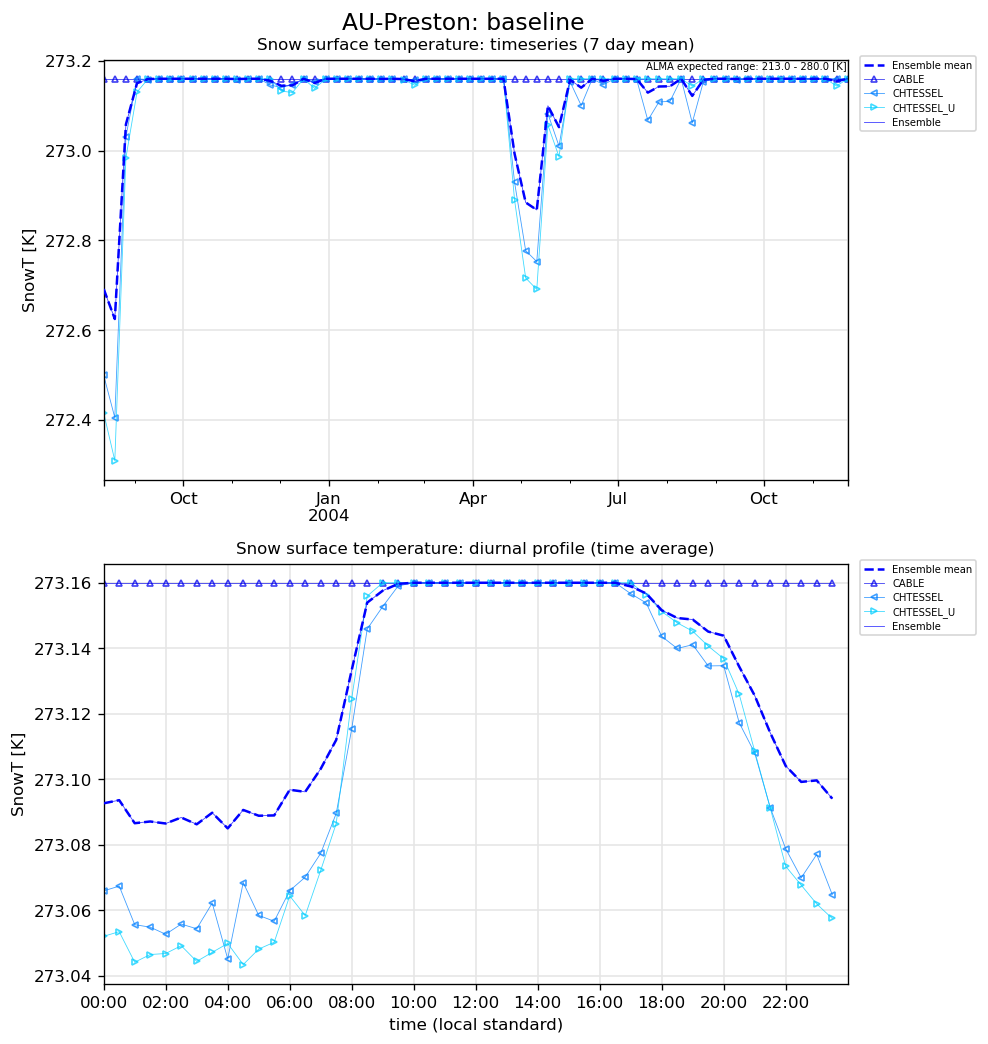 AU-Preston: baseline
Snow surface temperature: timeseries (7 day mean)
ALMA expected range: 213.0 - 280.0 [K]
273.2
273.0
272.8
272.6
272.4
SnowT [K]
Oct
Jan
2004
Apr
Jul
Oct
Ensemble mean
CABLE
CHTESSEL
CHTESSEL_U
Ensemble
Snow surface temperature: diurnal profile (time average)
273.16
273.14
273.12
273.10
273.08
273.06
273.04
SnowT [K]
00:00
02:00
04:00
06:00
08:00
10:00
12:00
14:00
16:00
18:00
20:00
22:00
time (local standard)
Ensemble mean
CABLE
CHTESSEL
CHTESSEL_U
Ensemble